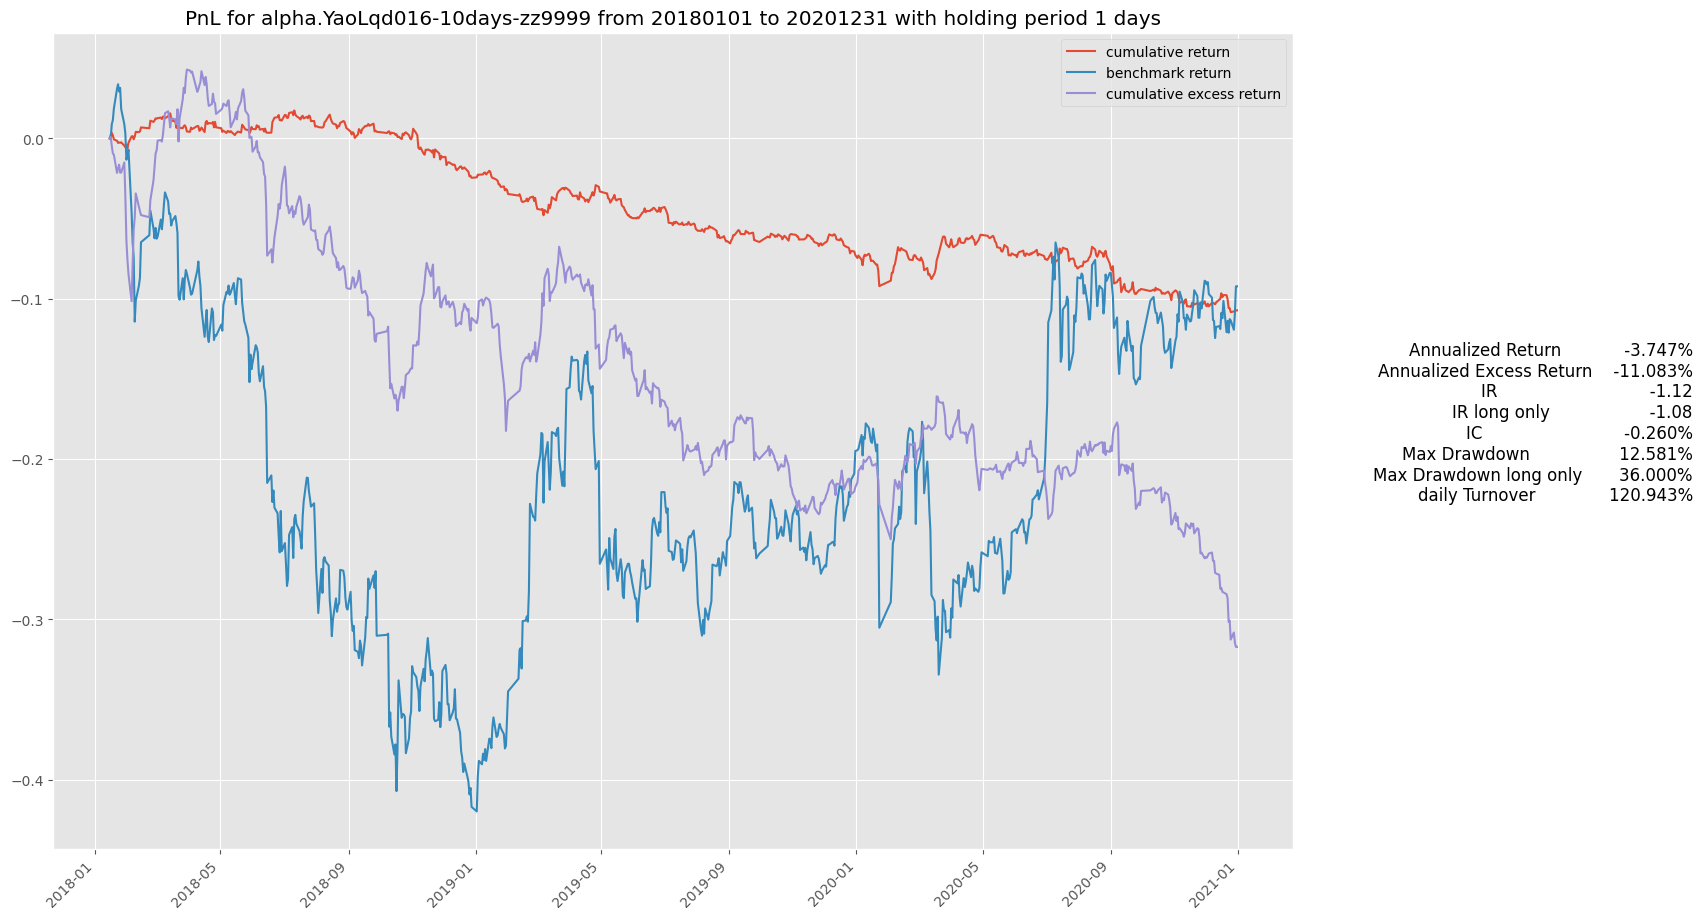 PnL for alpha.YaoLqd016-10days-zz9999 from 20180101 to 20201231 with holding period 1 days
cumulative return
benchmark return
cumulative excess return
0.0
−0.1
−0.2
−0.3
−0.4
2018-01
2018-05
2018-09
2019-01
2019-05
2019-09
2020-01
2020-05
2020-09
2021-01
Annualized Return -3.747%
Annualized Excess Return -11.083%
IR -1.12
IR long only -1.08
IC -0.260%
Max Drawdown 12.581%
Max Drawdown long only 36.000%
daily Turnover 120.943%